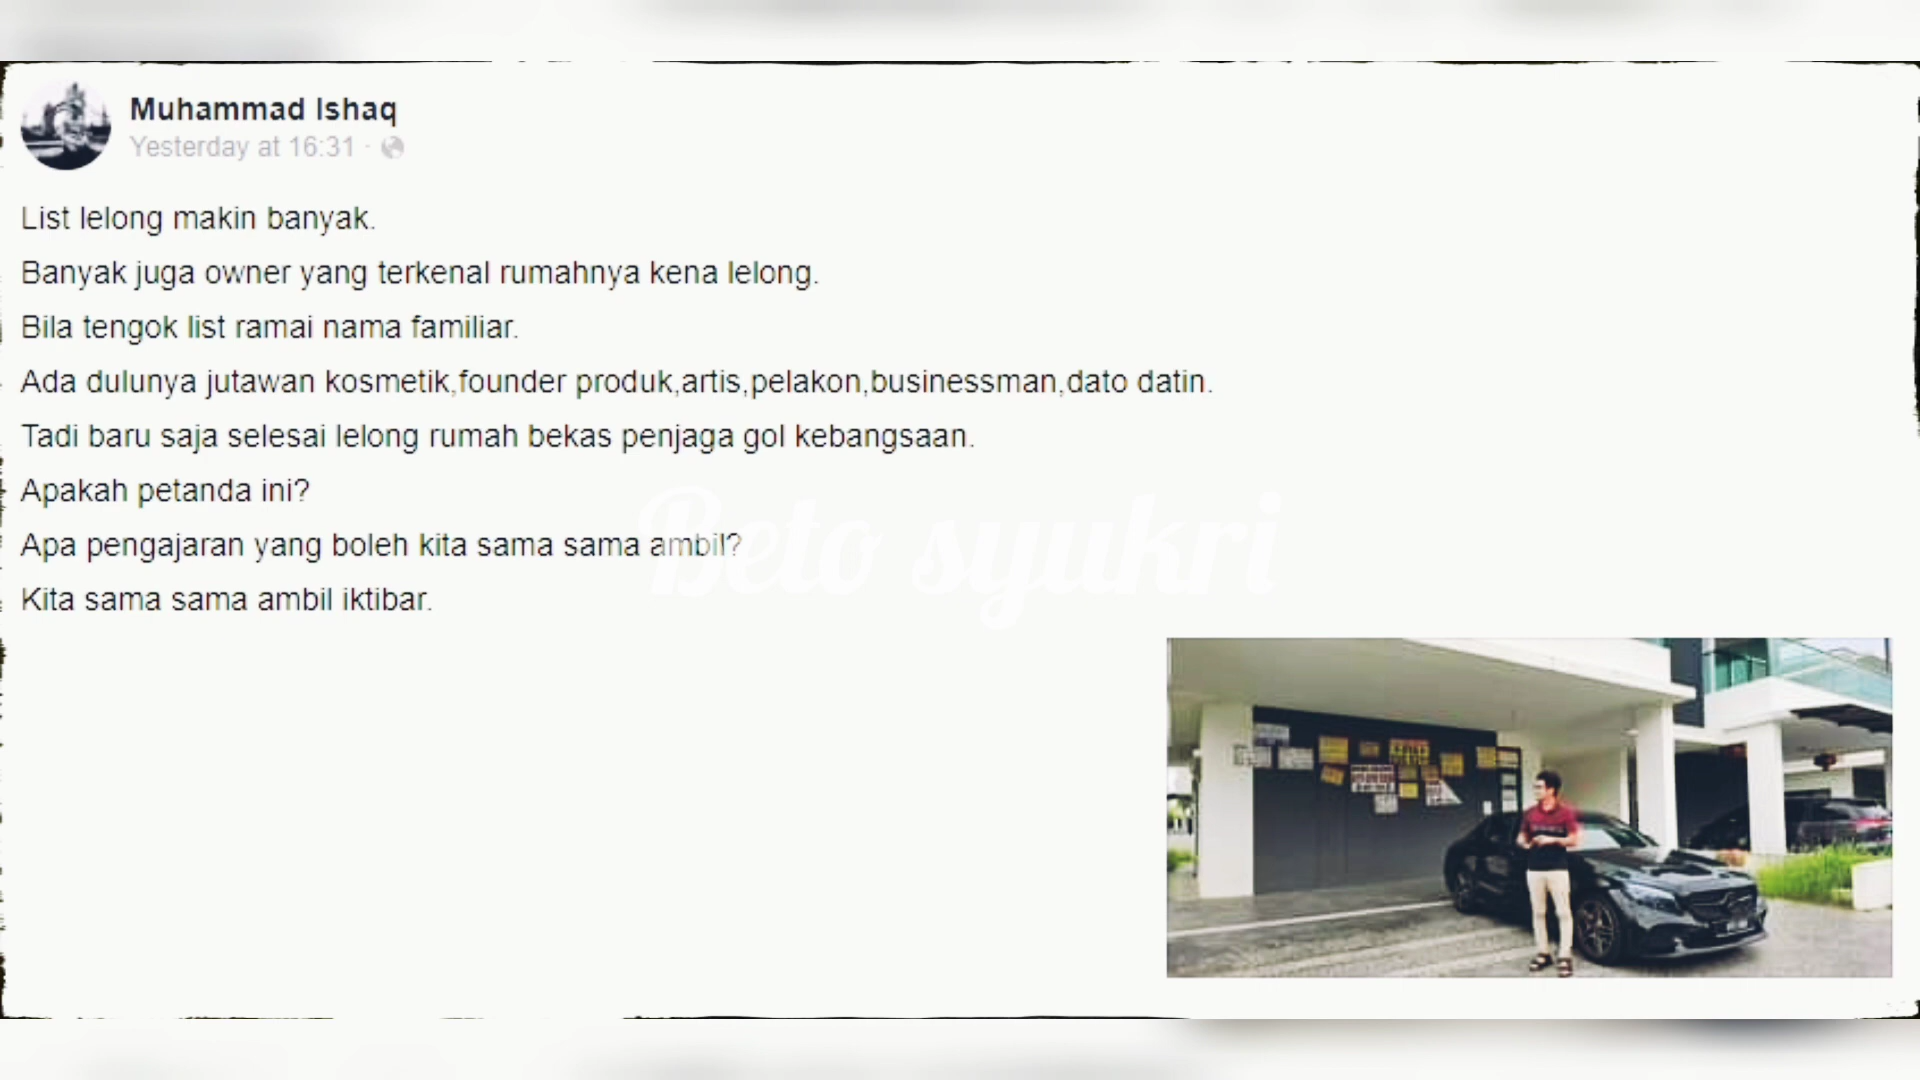 Muhammad Ishaq
Yesterday at 16:31 ·
List lelong makin banyak.
Banyak juga owner yang terkenal rumahnya kena lelong.
Bila tengok list ramai nama familiar.
Ada dulunya jutawan kosmetik,founder produk,artis,pelakon,businessman,dato datin.
Tadi baru saja selesai lelong rumah bekas penjaga gol kebangsaan.
Apakah petanda ini?
Apa pengajaran yang boleh kita sama sama ambil?
Kita sama sama ambil iktibar.
Beto syukri